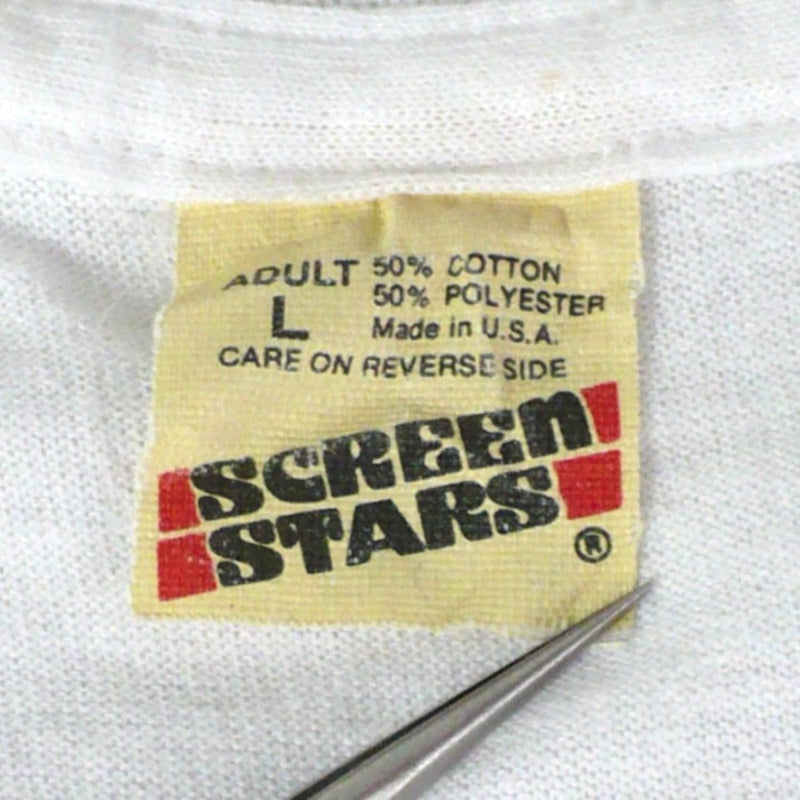 ADULT 50% COTTON
L 50% POLYESTER
Made in U.S.A.
CARE ON REVERSE SIDE
SCREEN
STARS
®